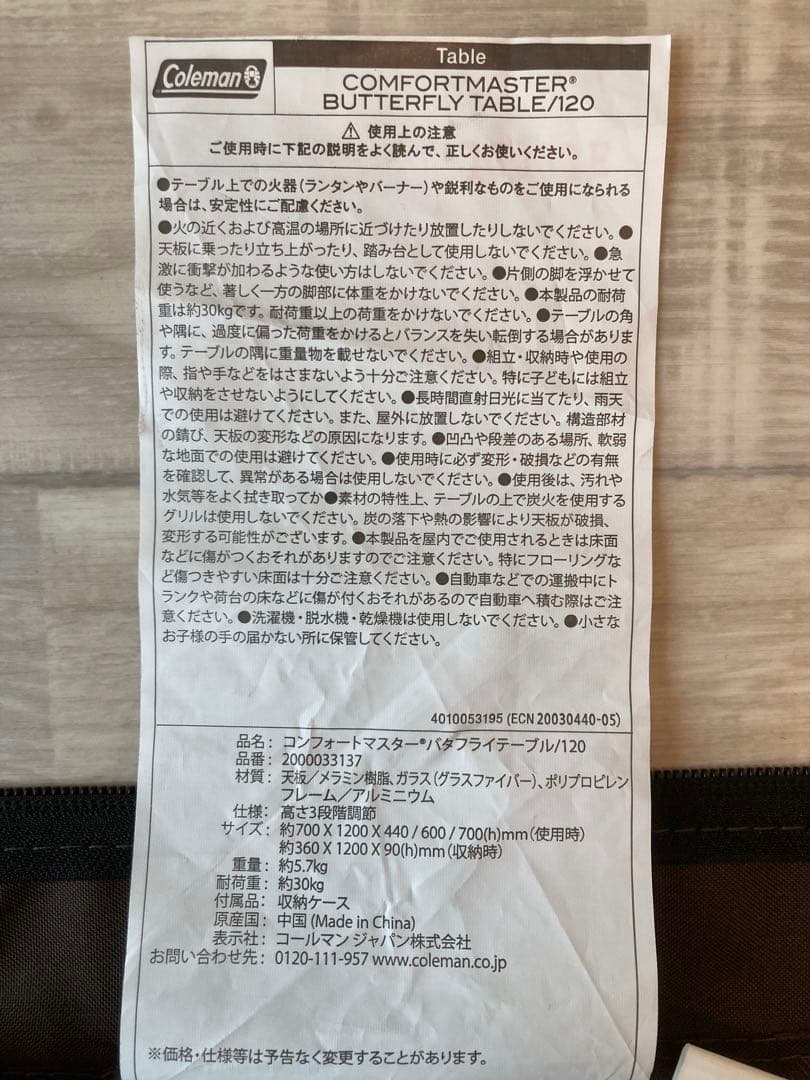 Coleman
Table
COMFORTMASTER®
BUTTERFLY TABLE/120
⚠ 使用上の注意
ご使用時に下記の説明をよく読んで、正しくお使いください。
●テーブル上での火器（ランタンやバーナー）や鋭利なものをご使用になられる
場合は、安定性にご配慮ください。
●火の近くおよび高温の場所に近づけたり放置したりしないでください。●
天板に乗ったり立ち上がったり、踏み台として使用しないでください。●急
激に衝撃が加わるような使い方はしないでください。●片側の脚を浮かせて
使うなど、著しく一方の脚部に体重をかけないでください。●本製品の耐荷
重は約30kgです。耐荷重以上の荷重をかけないでください。●テーブルの角
や隅に、過度に偏った荷重をかけるとバランスを失い転倒する場合がありま
す。テーブルの隅に重量物を載せないでください。●組立・収納時や使用の
際、指や手などをはさまないよう十分ご注意ください。特に子どもには組立
や収納をさせないようにしてください。●長時間直射日光に当てたり、雨天
での使用は避けてください。また、屋外に放置しないでください。構造部材
の錆び、天板の変形などの原因になります。●凹凸や段差のある場所、軟弱
な地面での使用は避けてください。●使用時に必ず変形・破損などの有無
を確認して、異常がある場合は使用しないでください。●使用後は、汚れや
水気等をよく拭き取ってか●素材の特性上、テーブルの上で炭火を使用する
グリルは使用しないでください。炭の落下や熱の影響により天板が破損、
変形する可能性がございます。●本製品を屋内でご使用されるときは床面
などに傷がつくおそれがありますのでご注意ください。特にフローリングな
ど傷つきやすい床面は十分ご注意ください。●自動車などでの運搬中にト
ランクや荷台の床などに傷が付くおそれがあるので自動車へ積む際はご注
意ください。●洗濯機・脱水機・乾燥機は使用しないでください。●小さな
お子様の手の届かない所に保管してください。
4010053195 (ECN 20030440-05)
品名：コンフォートマスター®バタフライテーブル/120
品番：2000033137
材質：天板／メラミン樹脂、ガラス（グラスファイバー）、ポリプロピレン
フレーム／アルミニウム
仕様：高さ3段階調節
サイズ：約700 X 1200 X 440 / 600 / 700(h)mm（使用時）
約360 X 1200 X 90(h)mm（収納時）
重量：約5.7kg
耐荷重：約30kg
付属品：収納ケース
原産国：中国 (Made in China)
表示社：コールマン ジャパン株式会社
お問い合わせ先：0120-111-957 www.coleman.co.jp
※価格・仕様等は予告なく変更することがあります。